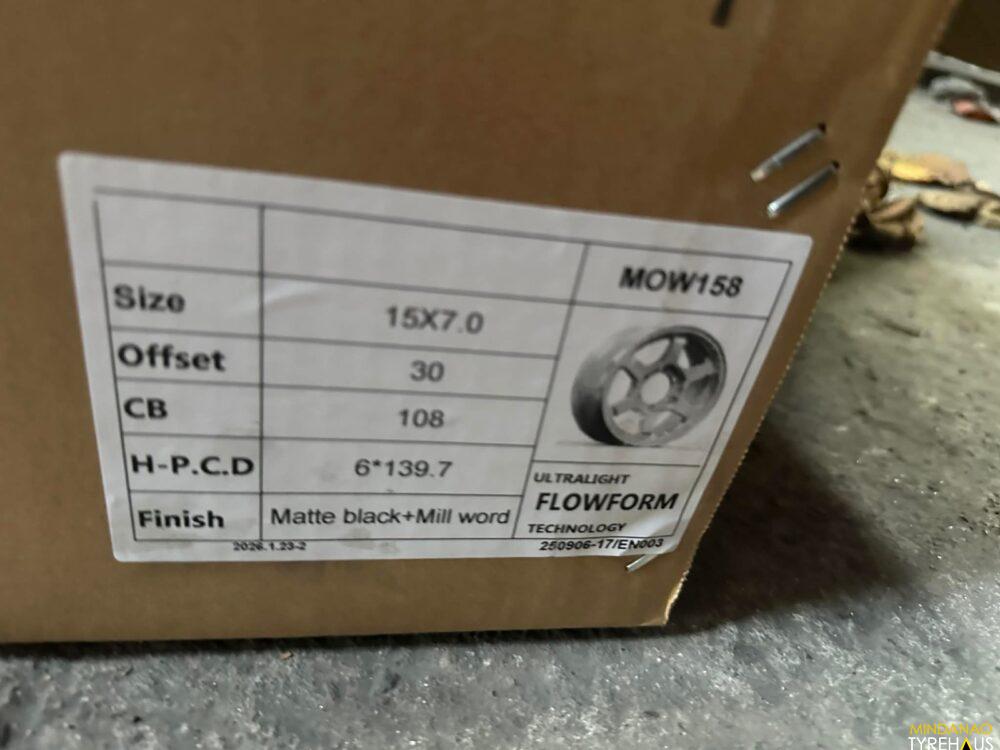 MOW158
Size 15X7.0
Offset 30
CB 108
H-P.C.D 6*139.7
Finish Matte black+Mill word
ULTRALIGHT
FLOWFORM
TECHNOLOGY
2026.1.23-2 250906-17/EN003
MINDANAO
TYREHAUS